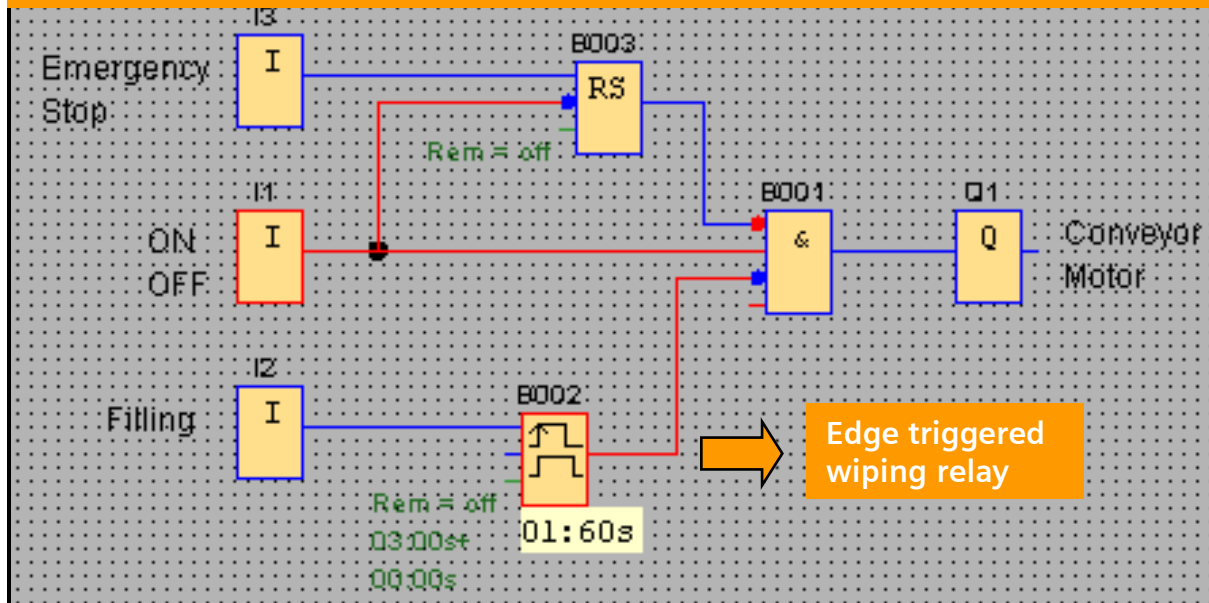 I3
I
B003
RS
Emergency
Stop
Rem = off
I1
I
B001
&
Q1
Q
ON
OFF
Conveyor
Motor
I2
I
B002
Filling
Edge triggered
wiping relay
Rem = off
03:00s+
01:60s
00:00s